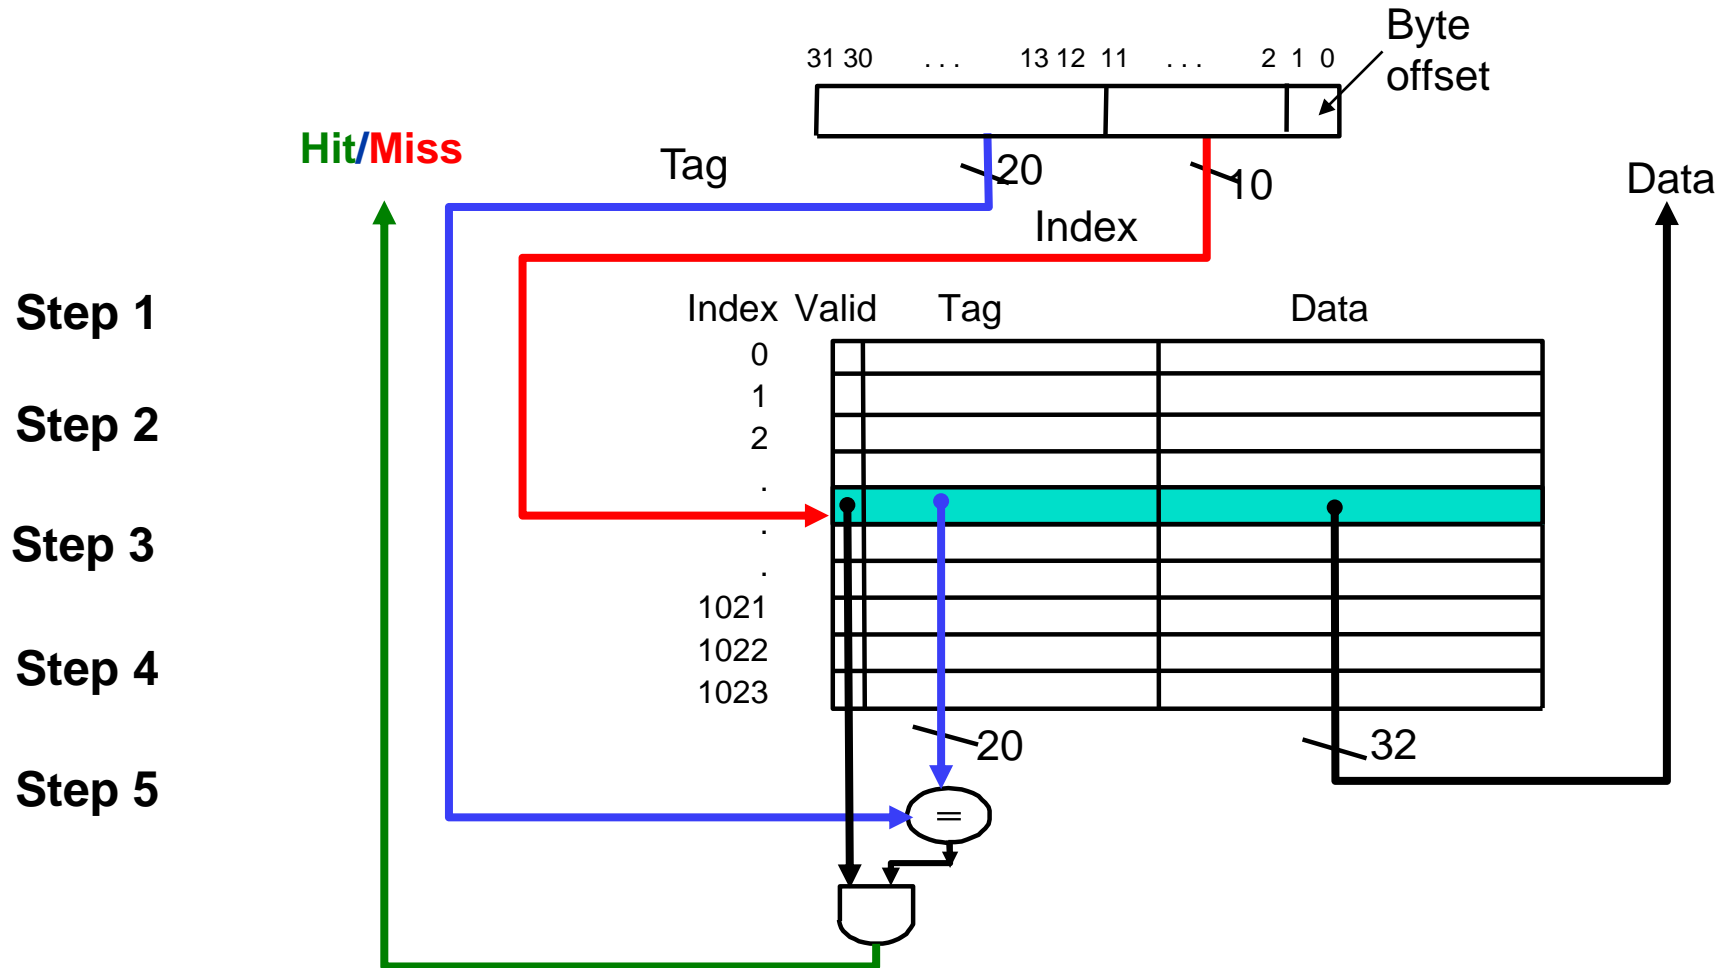 Byte
offset
31 30 . . . 13 12 11 . . . 2 1 0
Hit/Miss
Tag
20
10
Data
Index
Step 1
Index Valid Tag Data
0
1
Step 2
2
.
.
Step 3
.
1021
1022
Step 4
1023
20
32
Step 5
=